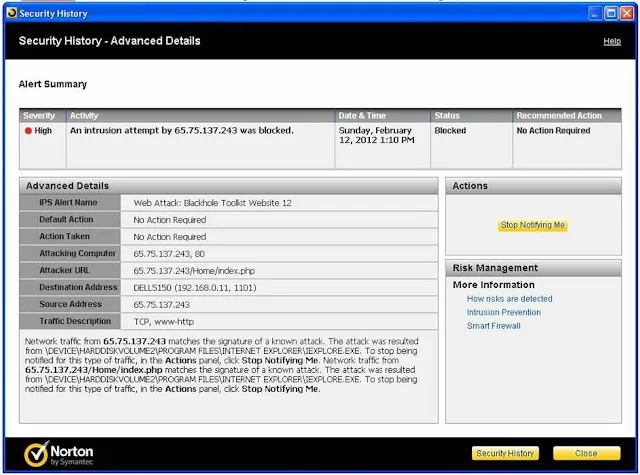 Security History
Security History - Advanced Details
Help
Alert Summary
Severity Activity Date & Time Status Recommended Action
High An intrusion attempt by 65.75.137.243 was blocked. Sunday, February Blocked No Action Required
12, 2012 1:10 PM
Advanced Details
IPS Alert Name Web Attack: Blackhole Toolkit Website 12
Default Action No Action Required
Action Taken No Action Required
Attacking Computer 65.75.137.243, 80
Attacker URL 65.75.137.243/Home/index.php
Destination Address DELL5150 (192.168.0.11, 1101)
Source Address 65.75.137.243
Traffic Description TCP, www-http
Network traffic from 65.75.137.243 matches the signature of a known attack. The attack was resulted
from \DEVICE\HARDDISKVOLUME2\PROGRAM FILES\INTERNET EXPLORER\IEXPLORE.EXE. To stop being
notified for this type of traffic, in the Actions panel, click Stop Notifying Me. Network traffic from
65.75.137.243/Home/index.php matches the signature of a known attack. The attack was resulted
from \DEVICE\HARDDISKVOLUME2\PROGRAM FILES\INTERNET EXPLORER\IEXPLORE.EXE. To stop being
notified for this type of traffic, in the Actions panel, click Stop Notifying Me.
Actions
Stop Notifying Me
Risk Management
More Information
How risks are detected
Intrusion Prevention
Smart Firewall
Norton
by Symantec
Security History
Close